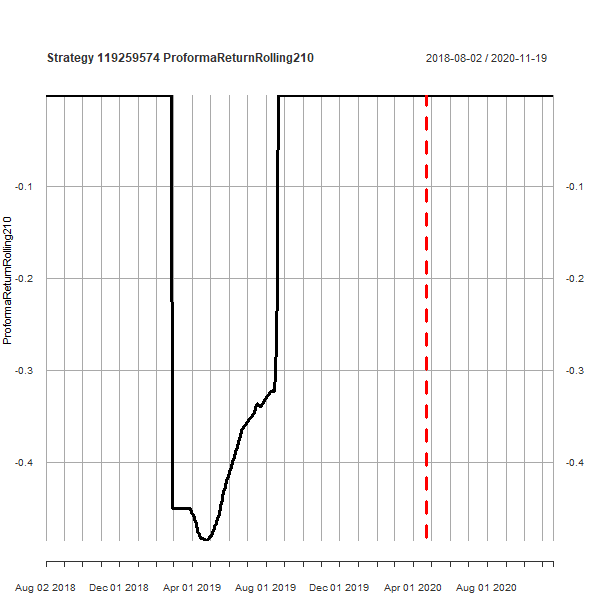 Strategy 119259574 ProformaReturnRolling210
2018-08-02 / 2020-11-19
ProformaReturnRolling210
-0.1
-0.1
-0.2
-0.2
-0.3
-0.3
-0.4
-0.4
Aug 02 2018
Dec 01 2018
Apr 01 2019
Aug 01 2019
Dec 01 2019
Apr 01 2020
Aug 01 2020